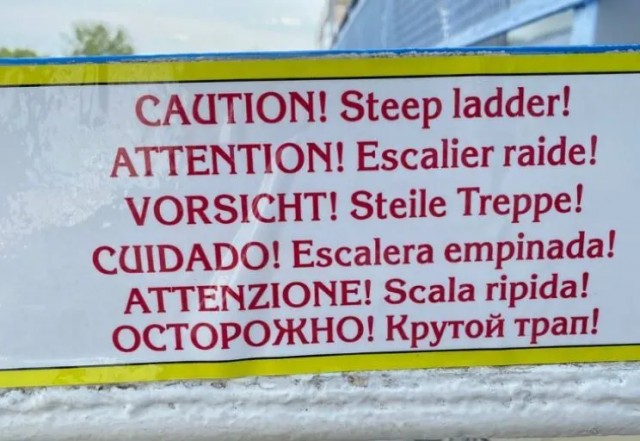 CAUTION! Steep ladder!
ATTENTION! Escalier raide!
VORSICHT! Steile Treppe!
CUIDADO! Escalera empinada!
ATTENZIONE! Scala ripida!
ОСТОРОЖНО! Крутой трап!